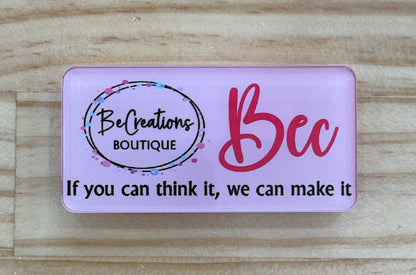 BeCreations
BOUTIQUE
Bec
If you can think it, we can make it